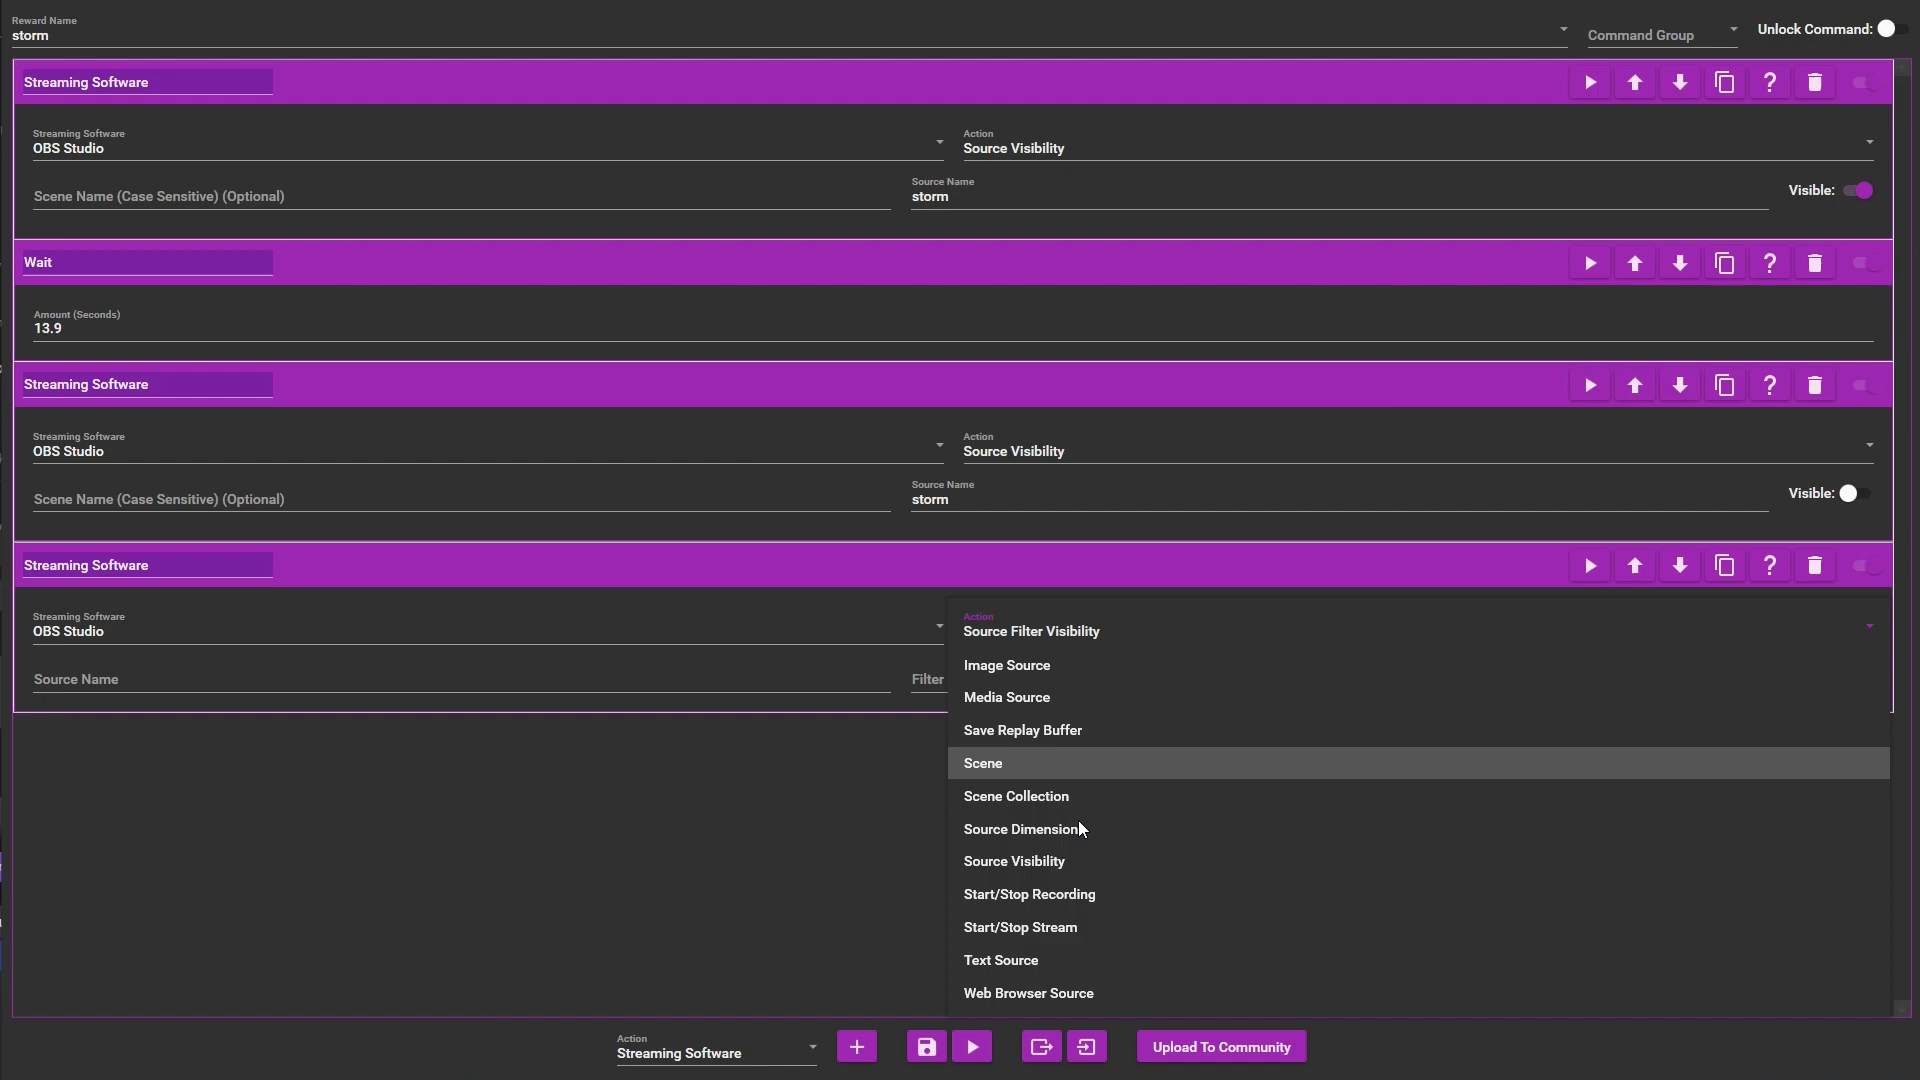 Reward Name
storm
Command Group
Unlock Command:
Streaming Software
?
Streaming Software
OBS Studio
Action
Source Visibility
Scene Name (Case Sensitive) (Optional)
Source Name
storm
Visible:
Wait
?
Amount (Seconds)
13.9
Streaming Software
?
Streaming Software
OBS Studio
Action
Source Visibility
Scene Name (Case Sensitive) (Optional)
Source Name
storm
Visible:
Streaming Software
?
Streaming Software
OBS Studio
Action
Source Filter Visibility
Source Name
Filter
Image Source
Media Source
Save Replay Buffer
Scene
Scene Collection
Source Dimension
Source Visibility
Start/Stop Recording
Start/Stop Stream
Text Source
Web Browser Source
Action
Streaming Software
Upload To Community